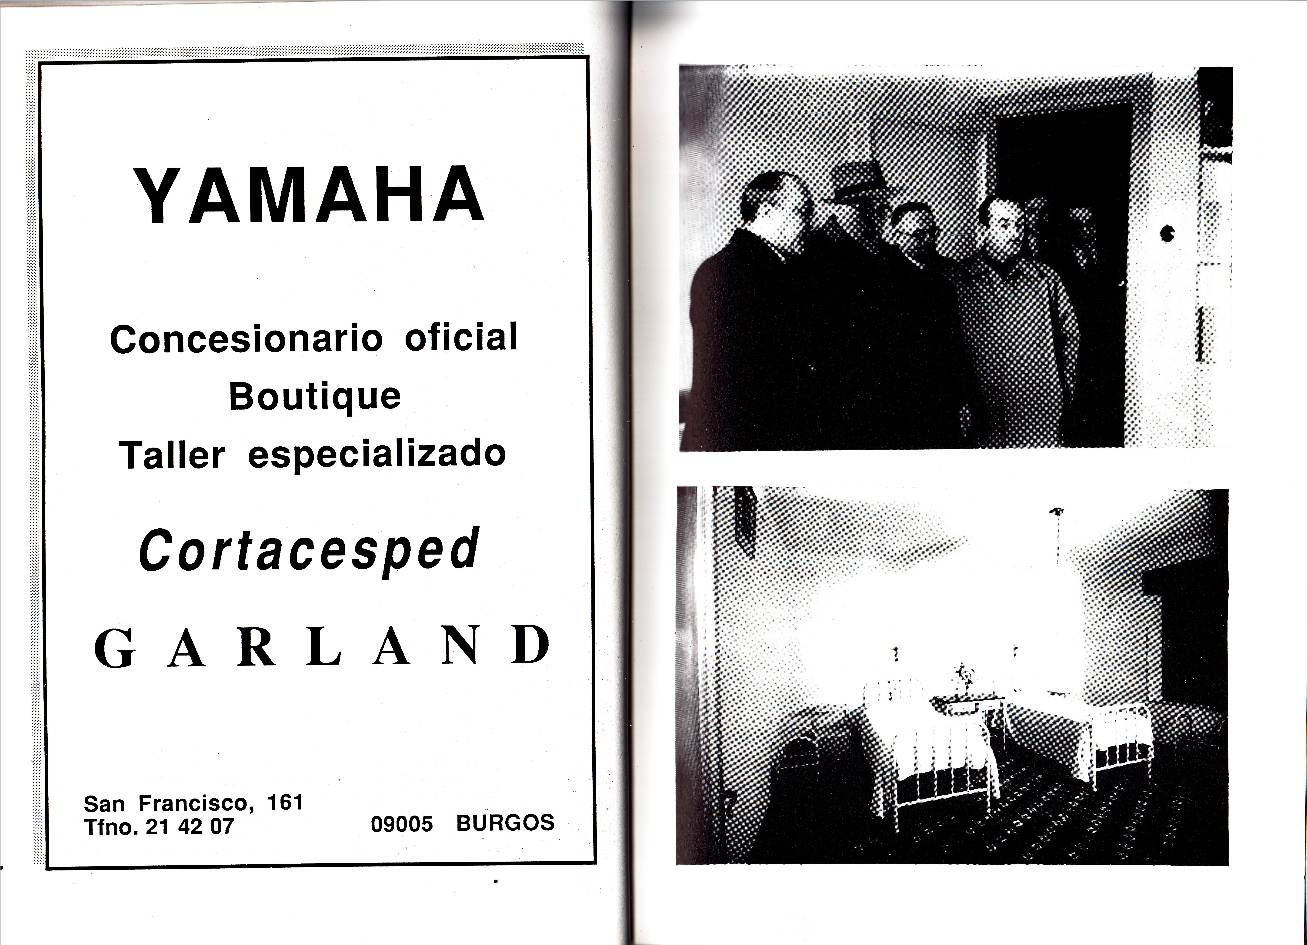 YAMAHA
Concesionario oficial
Boutique
Taller especializado
Cortacesped
GARLAND
San Francisco, 161
Tfno. 21 42 07
09005 BURGOS